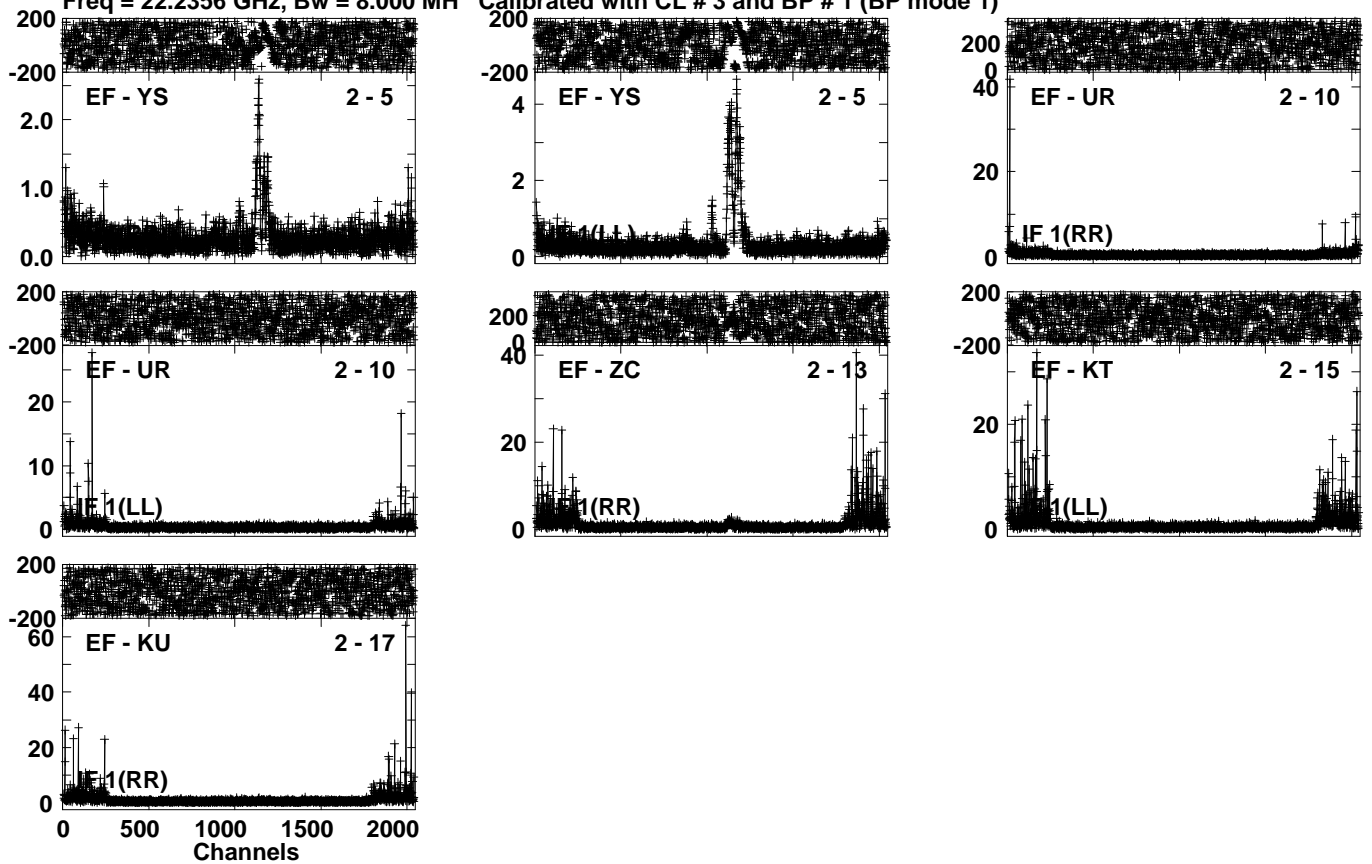 Freq = 22.2356 GHz, Bw = 8.000 MH Calibrated with CL # 3 and BP # 1 (BP mode 1)
200
-200
EF - YS 2 - 5
2.0
1.0
0.0
200
-200
EF - YS 2 - 5
4
2
0
IF 1(LL)
200
0
EF - UR 2 - 10
40
20
0
IF 1(RR)
200
-200
EF - UR 2 - 10
20
10
0
IF 1(LL)
200
0
EF - ZC 2 - 13
40
20
0
IF 1(RR)
200
-200
EF - KT 2 - 15
20
0
IF 1(LL)
200
-200
EF - KU 2 - 17
60
40
20
0
IF 1(RR)
0 500 1000 1500 2000
Channels